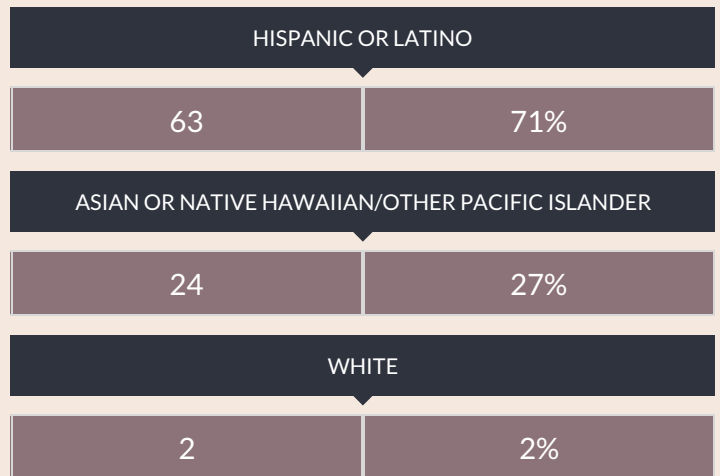 HISPANIC OR LATINO
63 71%
ASIAN OR NATIVE HAWAIIAN/OTHER PACIFIC ISLANDER
24 27%
WHITE
2 2%